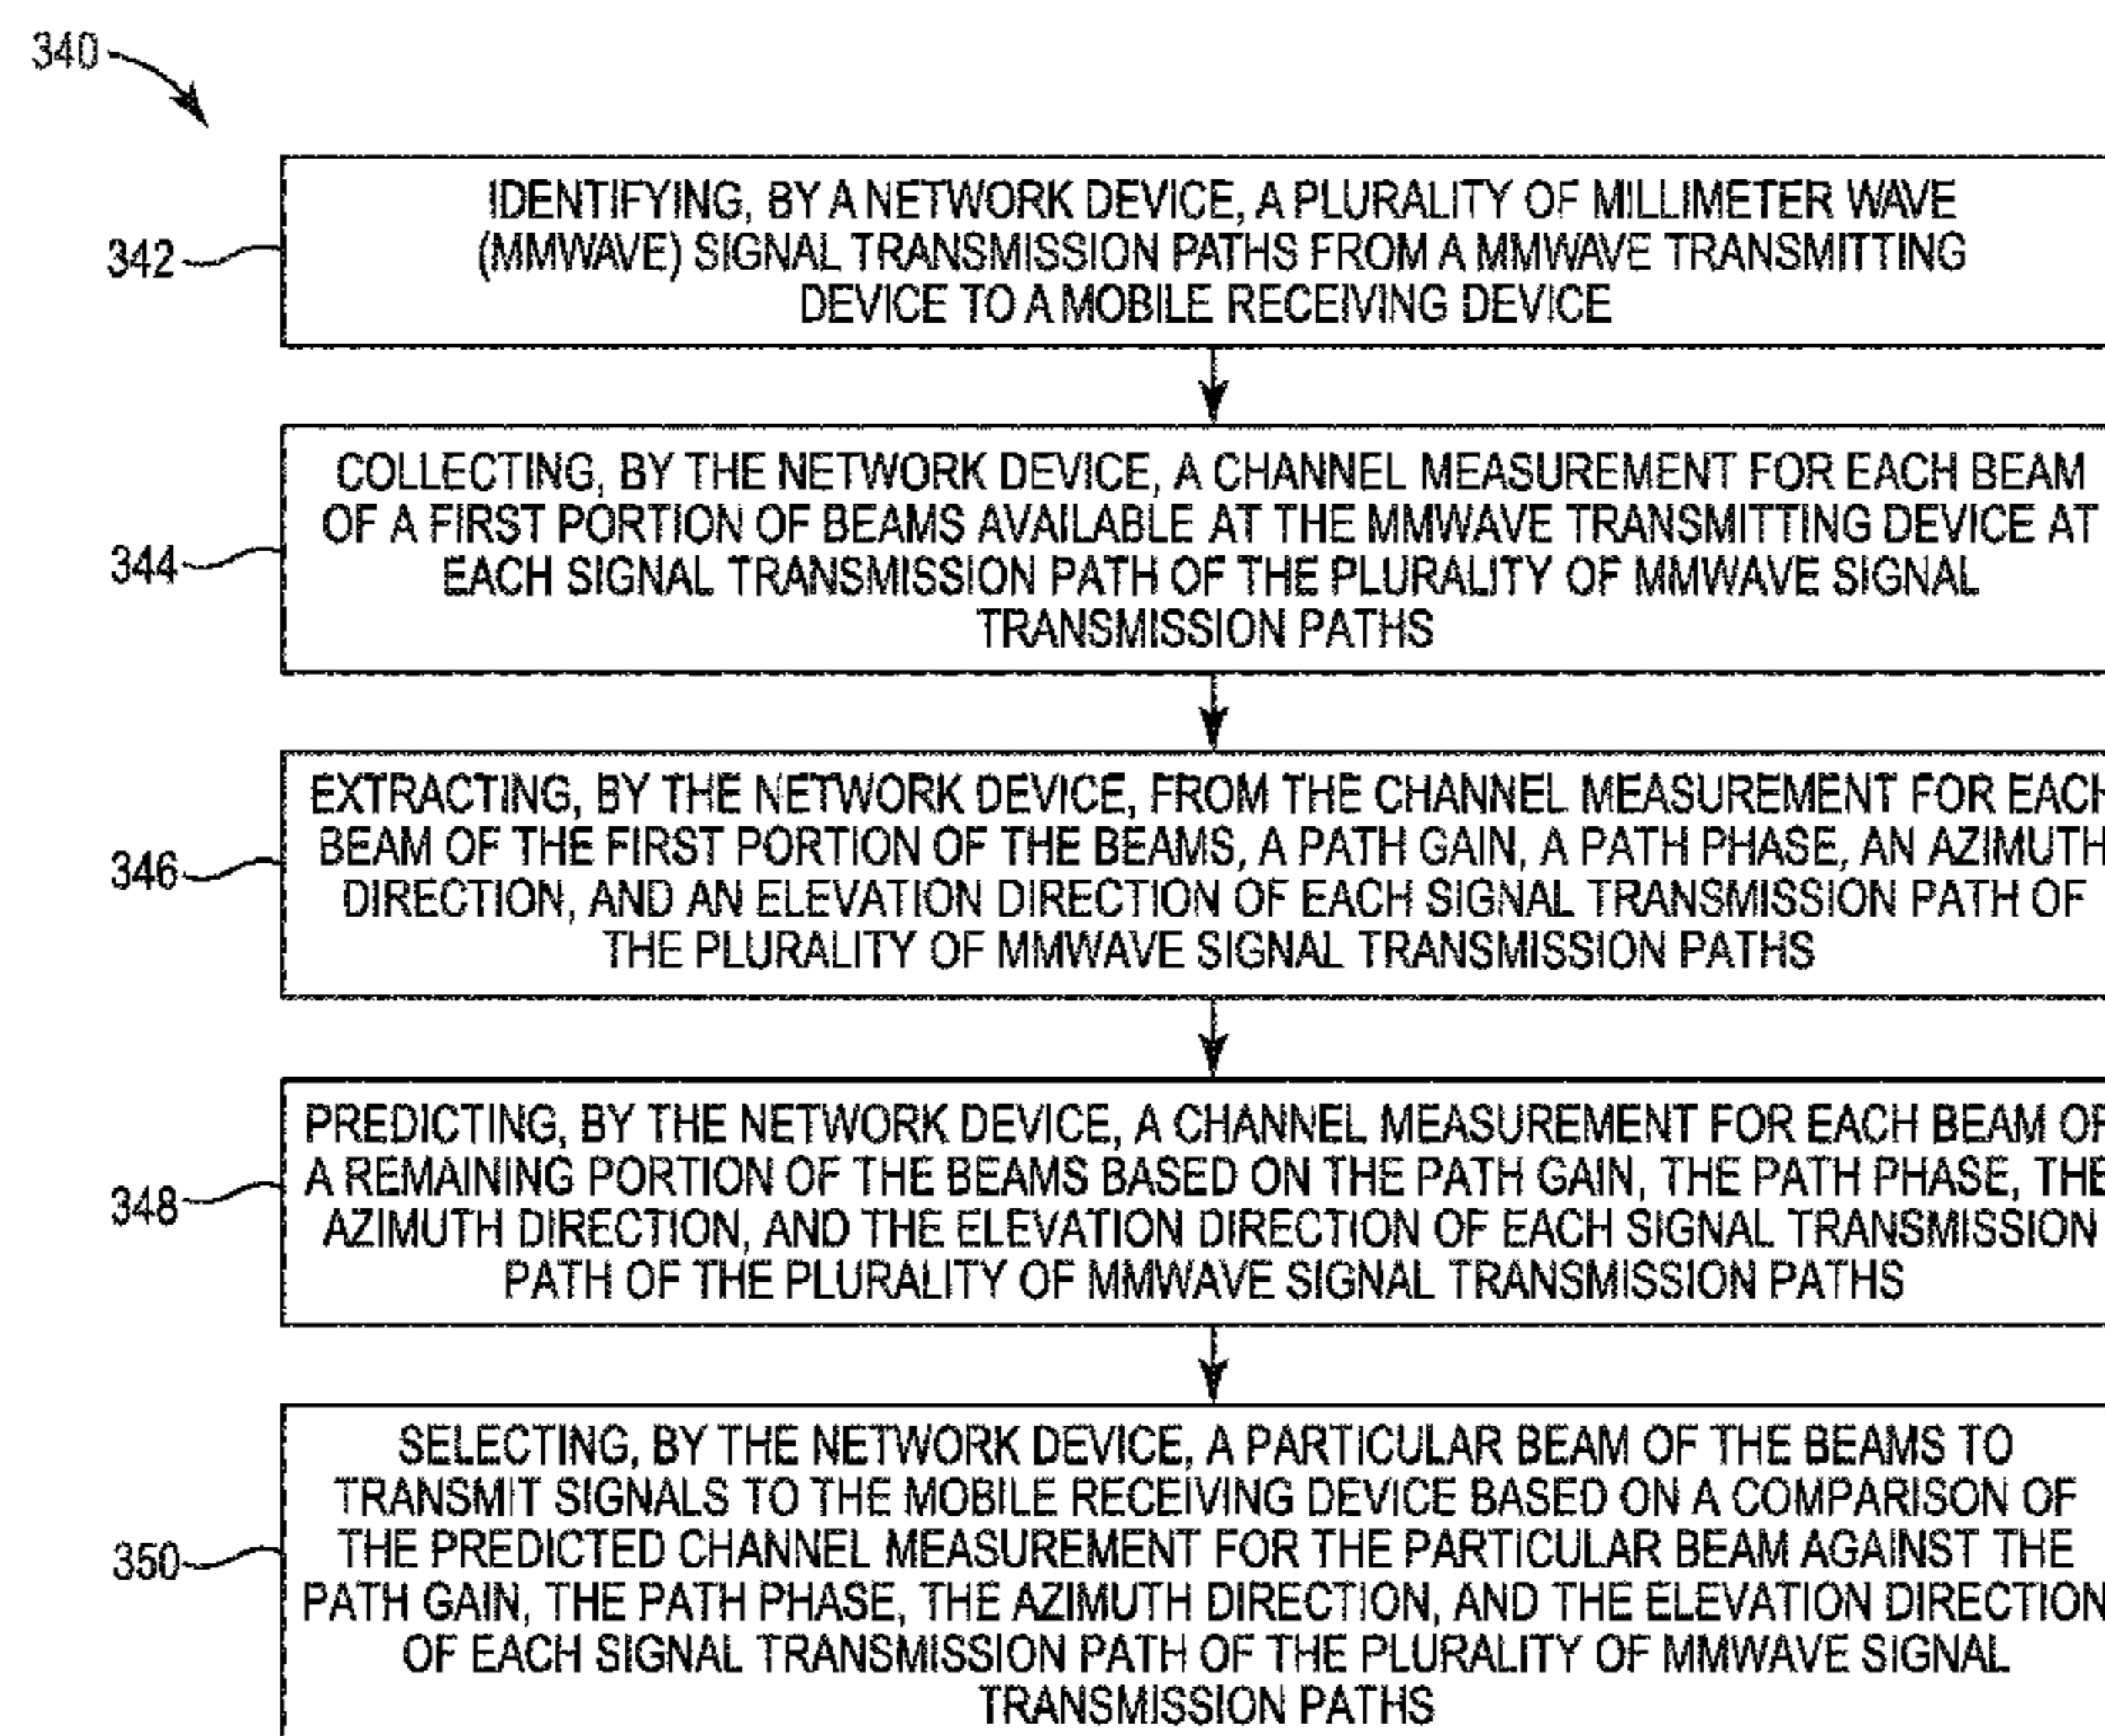 340
342
IDENTIFYING, BY A NETWORK DEVICE, A PLURALITY OF MILLIMETER WAVE
(MMWAVE) SIGNAL TRANSMISSION PATHS FROM A MMWAVE TRANSMITTING
DEVICE TO A MOBILE RECEIVING DEVICE
344
COLLECTING, BY THE NETWORK DEVICE, A CHANNEL MEASUREMENT FOR EACH BEAM
OF A FIRST PORTION OF BEAMS AVAILABLE AT THE MMWAVE TRANSMITTING DEVICE AT
EACH SIGNAL TRANSMISSION PATH OF THE PLURALITY OF MMWAVE SIGNAL
TRANSMISSION PATHS
346
EXTRACTING, BY THE NETWORK DEVICE, FROM THE CHANNEL MEASUREMENT FOR EACH
BEAM OF THE FIRST PORTION OF THE BEAMS, A PATH GAIN, A PATH PHASE, AN AZIMUTH
DIRECTION, AND AN ELEVATION DIRECTION OF EACH SIGNAL TRANSMISSION PATH OF
THE PLURALITY OF MMWAVE SIGNAL TRANSMISSION PATHS
348
PREDICTING, BY THE NETWORK DEVICE, A CHANNEL MEASUREMENT FOR EACH BEAM OF
A REMAINING PORTION OF THE BEAMS BASED ON THE PATH GAIN, THE PATH PHASE, THE
AZIMUTH DIRECTION, AND THE ELEVATION DIRECTION OF EACH SIGNAL TRANSMISSION
PATH OF THE PLURALITY OF MMWAVE SIGNAL TRANSMISSION PATHS
350
SELECTING, BY THE NETWORK DEVICE, A PARTICULAR BEAM OF THE BEAMS TO
TRANSMIT SIGNALS TO THE MOBILE RECEIVING DEVICE BASED ON A COMPARISON OF
THE PREDICTED CHANNEL MEASUREMENT FOR THE PARTICULAR BEAM AGAINST THE
PATH GAIN, THE PATH PHASE, THE AZIMUTH DIRECTION, AND THE ELEVATION DIRECTION
OF EACH SIGNAL TRANSMISSION PATH OF THE PLURALITY OF MMWAVE SIGNAL
TRANSMISSION PATHS